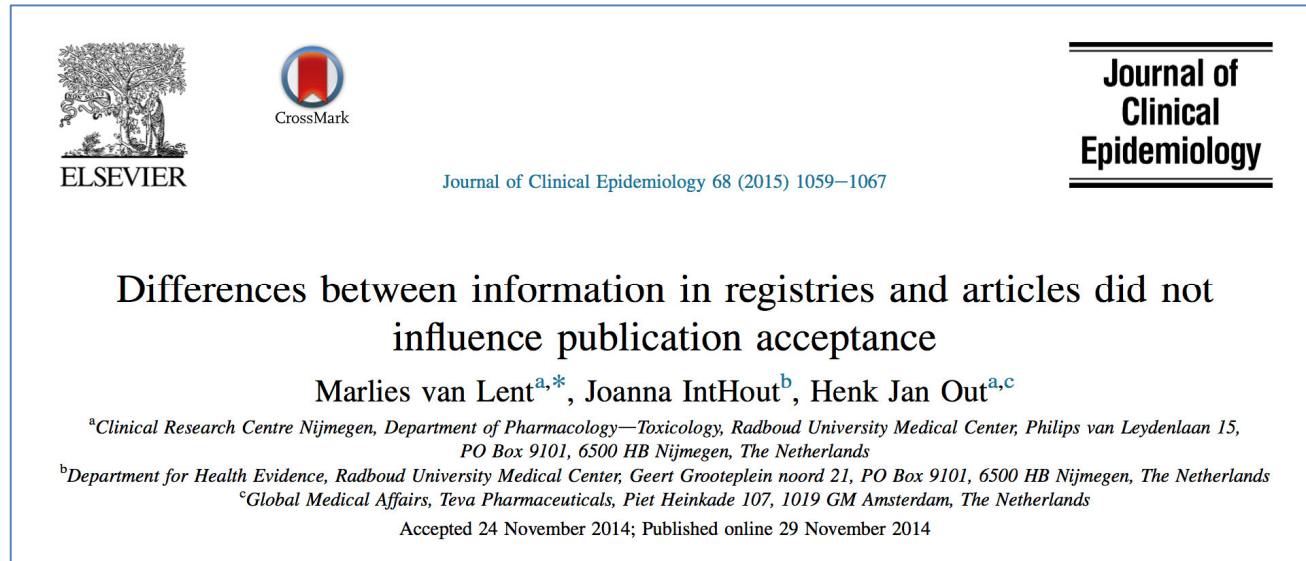 ELSEVIER
CrossMark
Journal of Clinical Epidemiology 68 (2015) 1059–1067
Journal of
Clinical
Epidemiology
Differences between information in registries and articles did not
influence publication acceptance
Marlies van Lent^a,*, Joanna IntHout^b, Henk Jan Out^a,c
^aClinical Research Centre Nijmegen, Department of Pharmacology—Toxicology, Radboud University Medical Center, Philips van Leydenlaan 15,
PO Box 9101, 6500 HB Nijmegen, The Netherlands
^bDepartment for Health Evidence, Radboud University Medical Center, Geert Grooteplein noord 21, PO Box 9101, 6500 HB Nijmegen, The Netherlands
^cGlobal Medical Affairs, Teva Pharmaceuticals, Piet Heinkade 107, 1019 GM Amsterdam, The Netherlands
Accepted 24 November 2014; Published online 29 November 2014